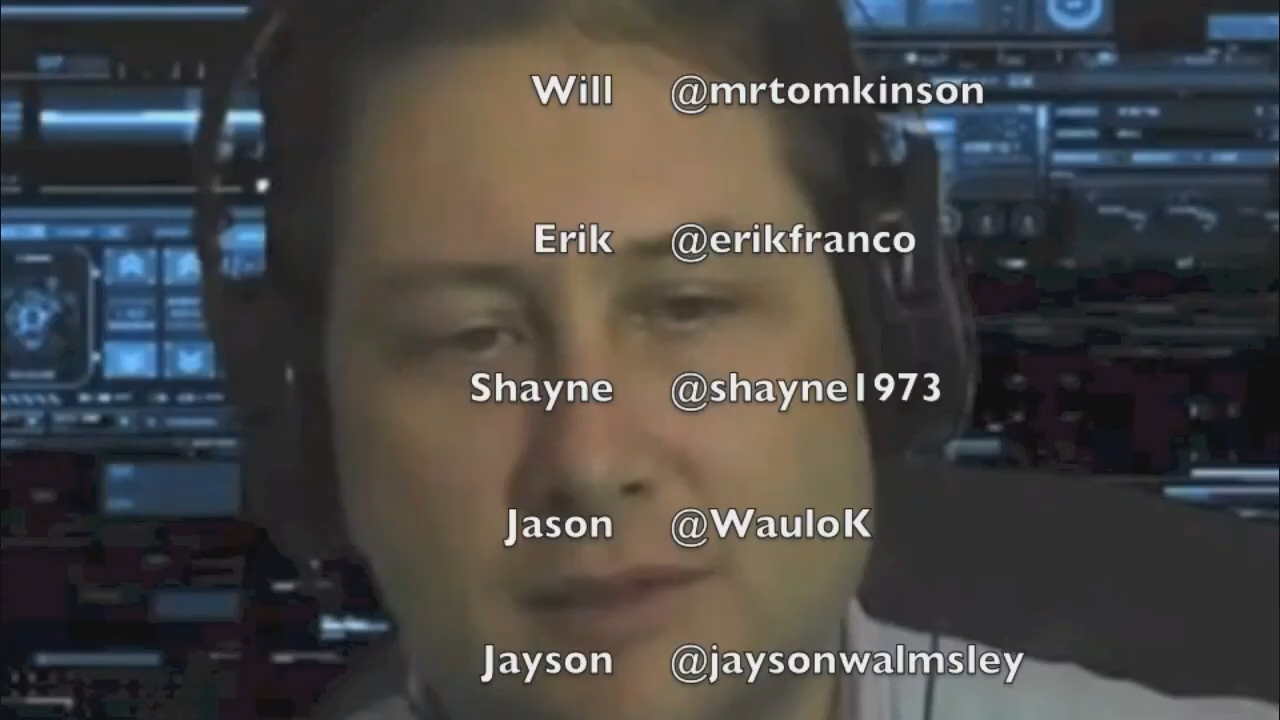 Will @mrtomkinson
Erik @erikfranco
Shayne @shayne1973
Jason @WauloK
Jayson @jaysonwalmsley